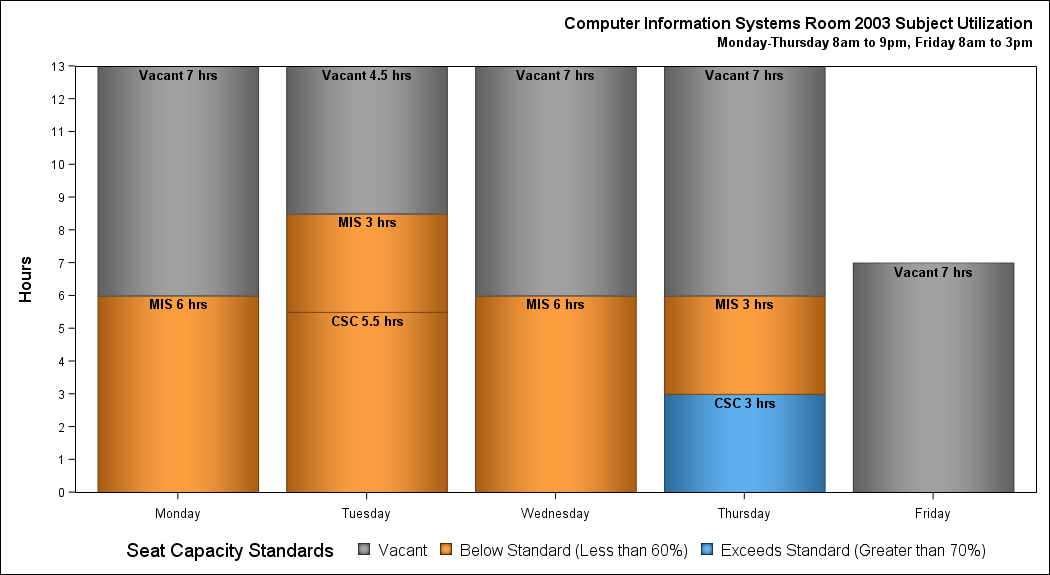 Computer Information Systems Room 2003 Subject Utilization
Monday-Thursday 8am to 9pm, Friday 8am to 3pm
Hours
13
12
11
10
9
8
7
6
5
4
3
2
1
0
Vacant 7 hrs
MIS 6 hrs
Vacant 4.5 hrs
MIS 3 hrs
CSC 5.5 hrs
Vacant 7 hrs
MIS 6 hrs
Vacant 7 hrs
MIS 3 hrs
CSC 3 hrs
Vacant 7 hrs
Monday Tuesday Wednesday Thursday Friday
Seat Capacity Standards Vacant Below Standard (Less than 60%) Exceeds Standard (Greater than 70%)